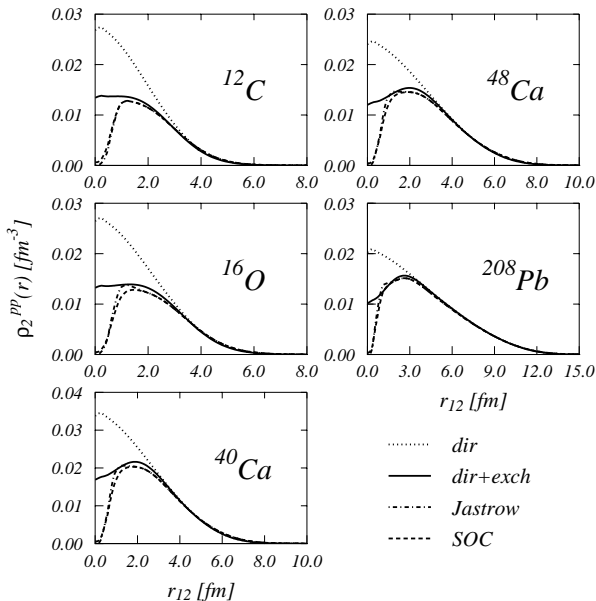 0.03
0.02
0.01
0.00
0.0 2.0 4.0 6.0 8.0
¹²C
0.03
0.02
0.01
0.00
0.0 2.0 4.0 6.0 8.0 10.0
⁴⁸Ca
0.03
0.02
0.01
0.00
0.0 2.0 4.0 6.0 8.0
¹⁶O
ρ₂ᵖᵖ(r) [fm⁻³]
0.03
0.02
0.01
0.00
0.0 3.0 6.0 9.0 12.0 15.0
²⁰⁸Pb
r₁₂ [fm]
0.04
0.03
0.02
0.01
0.00
0.0 2.0 4.0 6.0 8.0 10.0
⁴⁰Ca
r₁₂ [fm]
dir
dir+exch
Jastrow
SOC